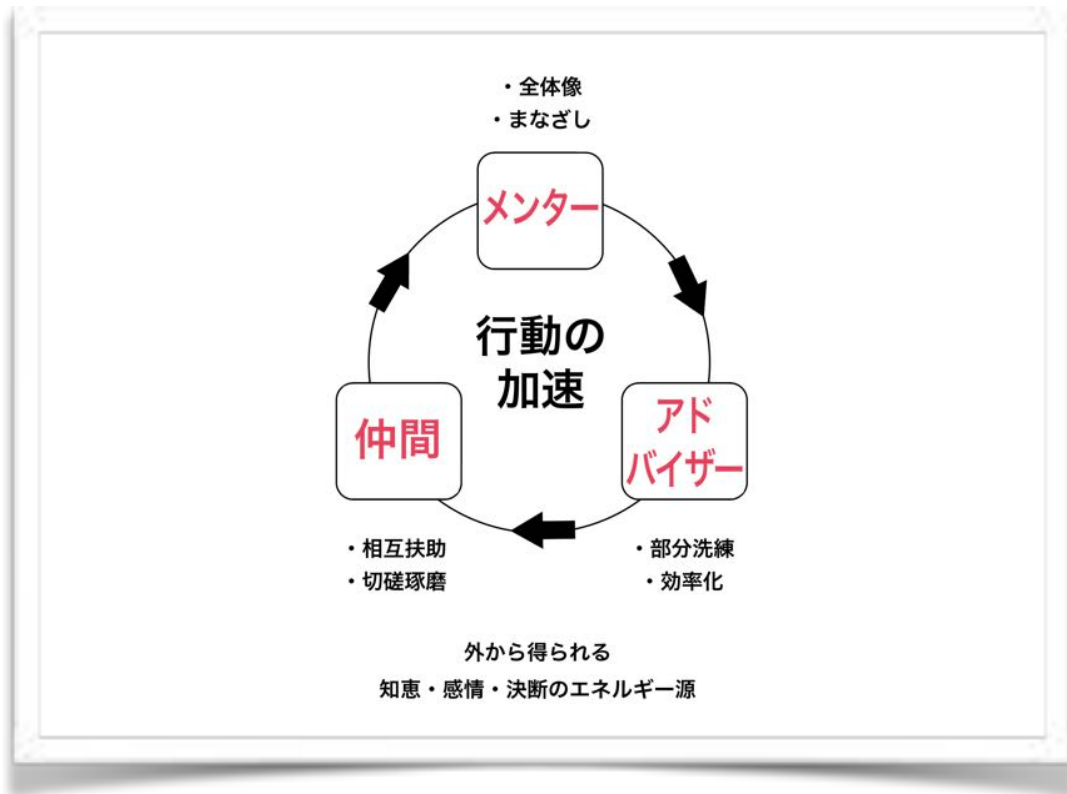 ・全体像
・まなざし
メンター
行動の
加速
仲間
アド
バイザー
・相互扶助
・切磋琢磨
・部分洗練
・効率化
外から得られる
知恵・感情・決断のエネルギー源